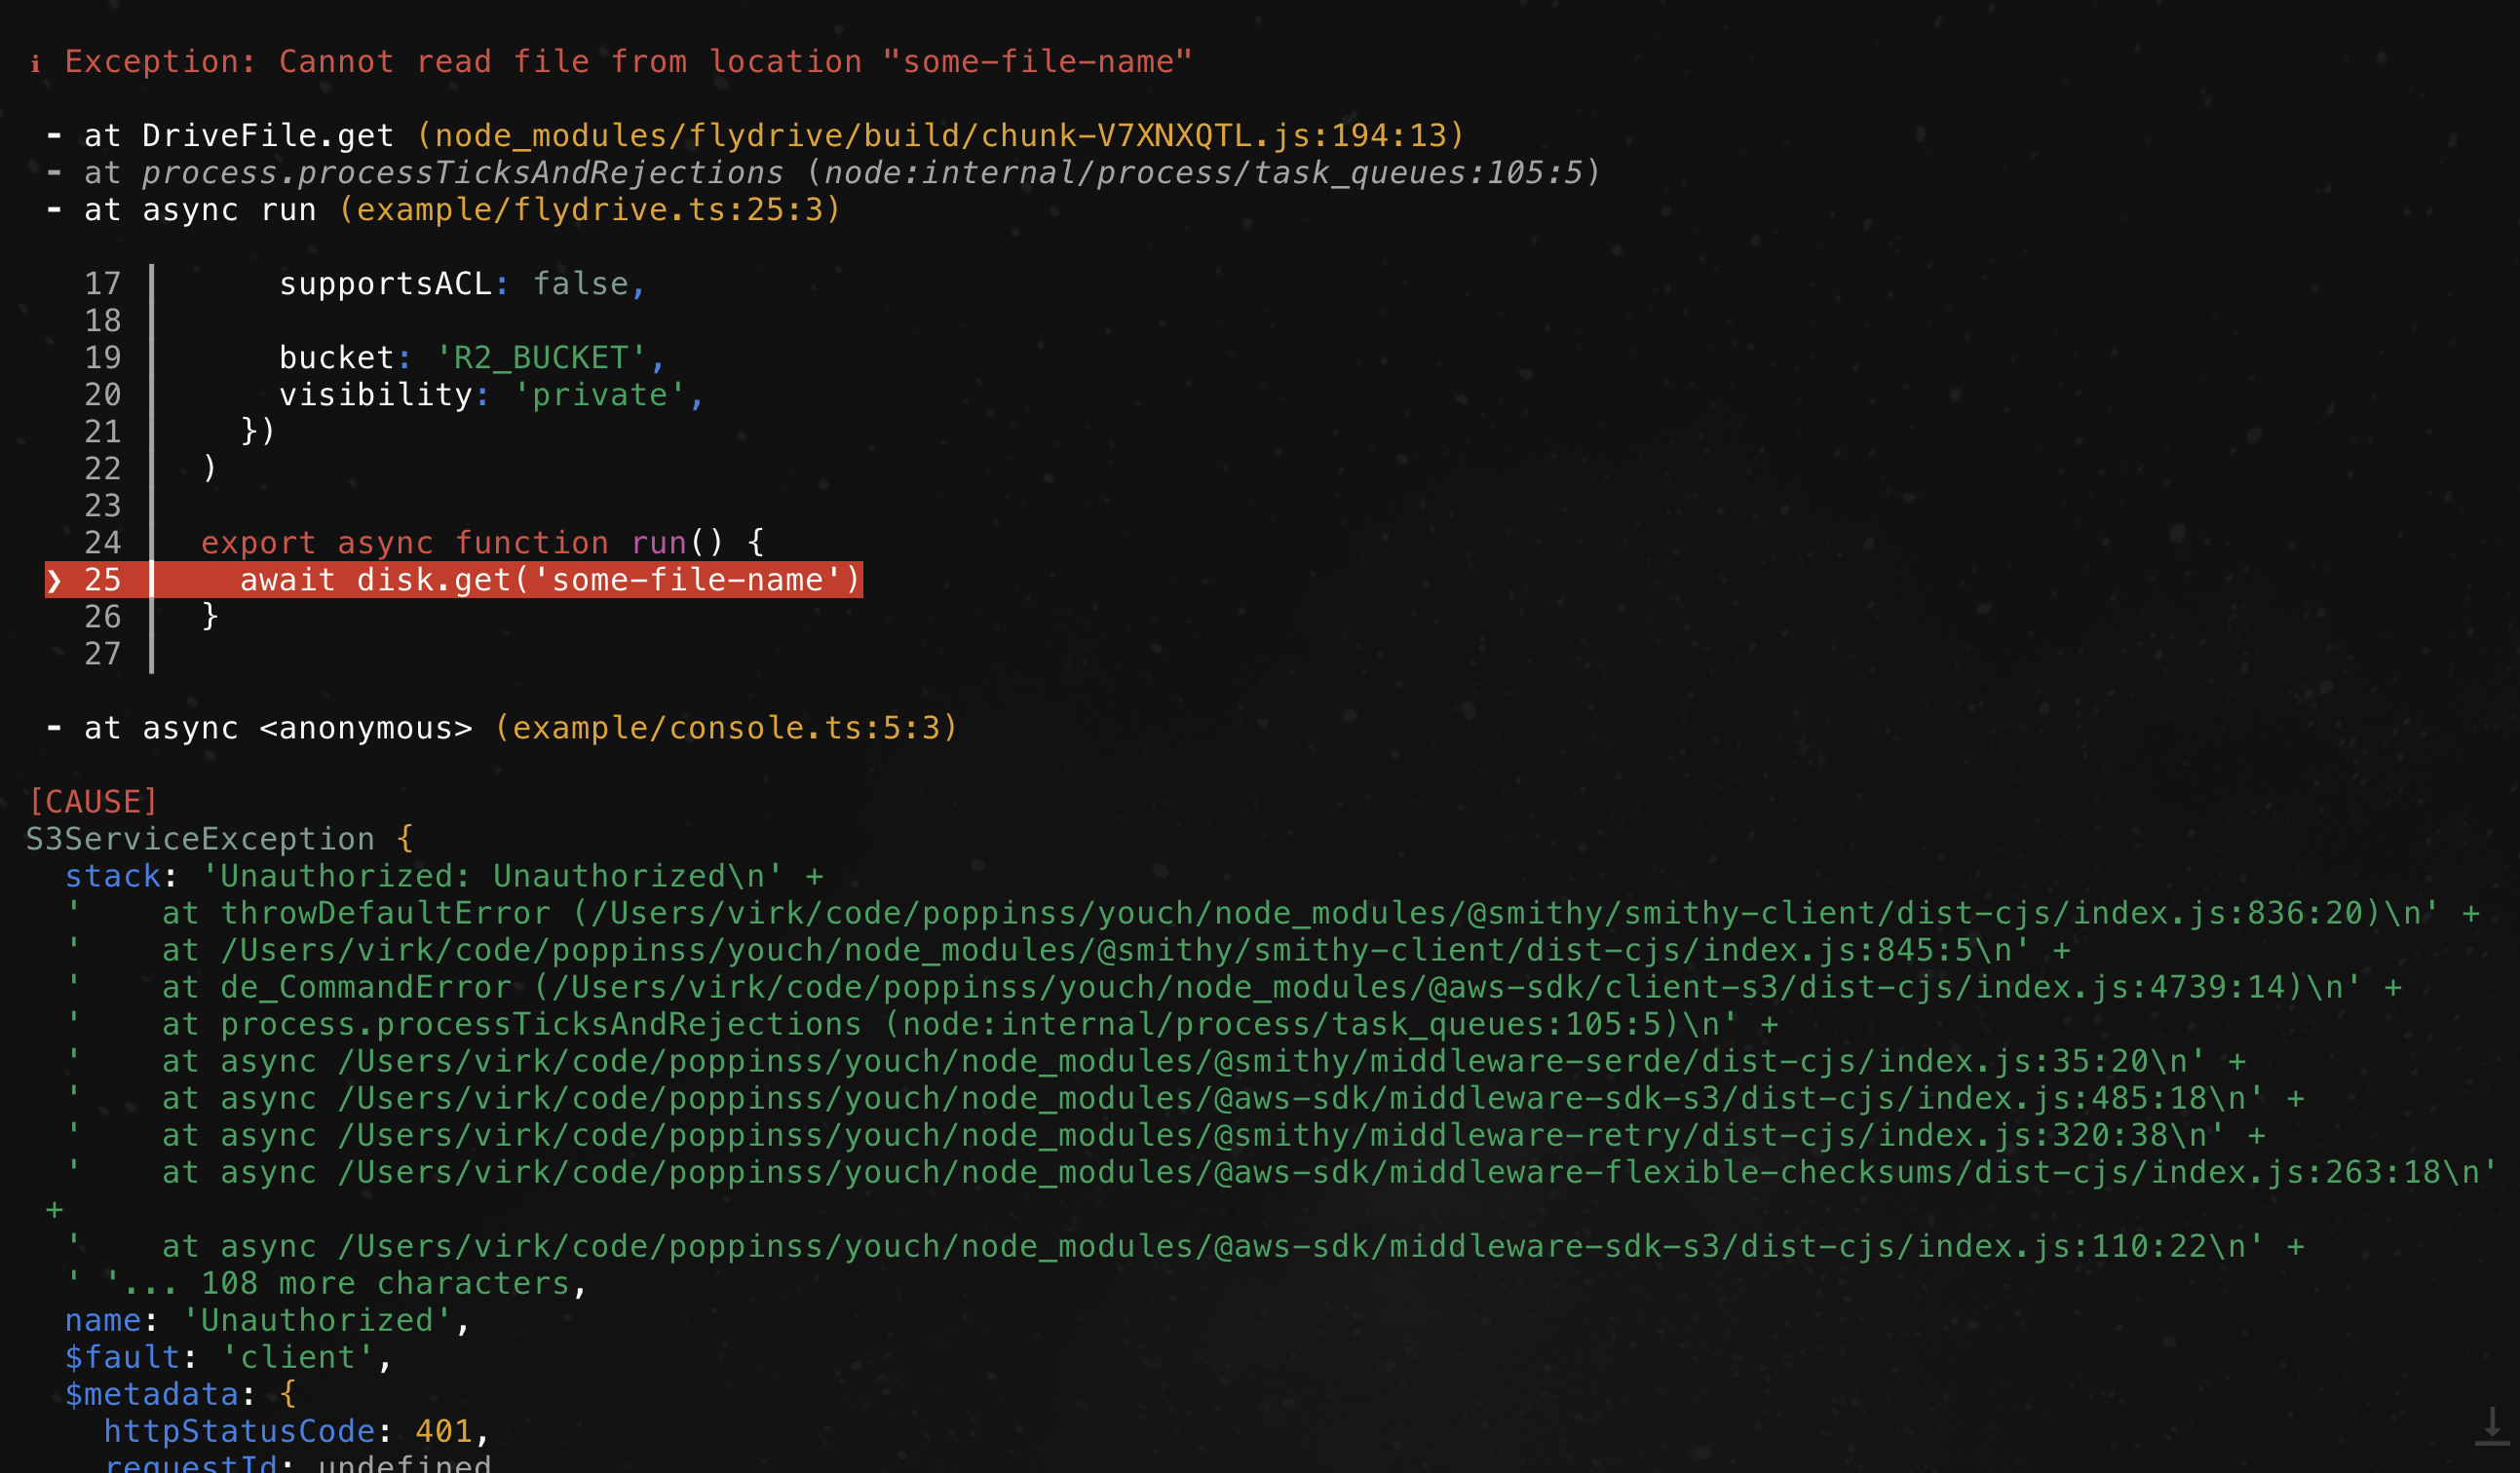 i Exception: Cannot read file from location "some-file-name"
- at DriveFile.get (node_modules/flydrive/build/chunk-V7XNXQTL.js:194:13)
- at process.processTicksAndRejections (node:internal/process/task_queues:105:5)
- at async run (example/flydrive.ts:25:3)
17 | supportsACL: false,
18 |
19 | bucket: 'R2_BUCKET',
20 | visibility: 'private',
21 | })
22 | )
23 |
24 | export async function run() {
❯ 25 | await disk.get('some-file-name')
26 | }
27 |
- at async <anonymous> (example/console.ts:5:3)
[CAUSE]
S3ServiceException {
stack: 'Unauthorized: Unauthorized\n' +
'    at throwDefaultError (/Users/virk/code/poppinss/youch/node_modules/@smithy/smithy-client/dist-cjs/index.js:836:20)\n' +
'    at /Users/virk/code/poppinss/youch/node_modules/@smithy/smithy-client/dist-cjs/index.js:845:5\n' +
'    at de_CommandError (/Users/virk/code/poppinss/youch/node_modules/@aws-sdk/client-s3/dist-cjs/index.js:4739:14)\n' +
'    at process.processTicksAndRejections (node:internal/process/task_queues:105:5)\n' +
'    at async /Users/virk/code/poppinss/youch/node_modules/@smithy/middleware-serde/dist-cjs/index.js:35:20\n' +
'    at async /Users/virk/code/poppinss/youch/node_modules/@aws-sdk/middleware-sdk-s3/dist-cjs/index.js:485:18\n' +
'    at async /Users/virk/code/poppinss/youch/node_modules/@smithy/middleware-retry/dist-cjs/index.js:320:38\n' +
'    at async /Users/virk/code/poppinss/youch/node_modules/@aws-sdk/middleware-flexible-checksums/dist-cjs/index.js:263:18\n'
+
'    at async /Users/virk/code/poppinss/youch/node_modules/@aws-sdk/middleware-sdk-s3/dist-cjs/index.js:110:22\n' +
' '... 108 more characters,
name: 'Unauthorized',
$fault: 'client',
$metadata: {
httpStatusCode: 401,
requestId: undefined